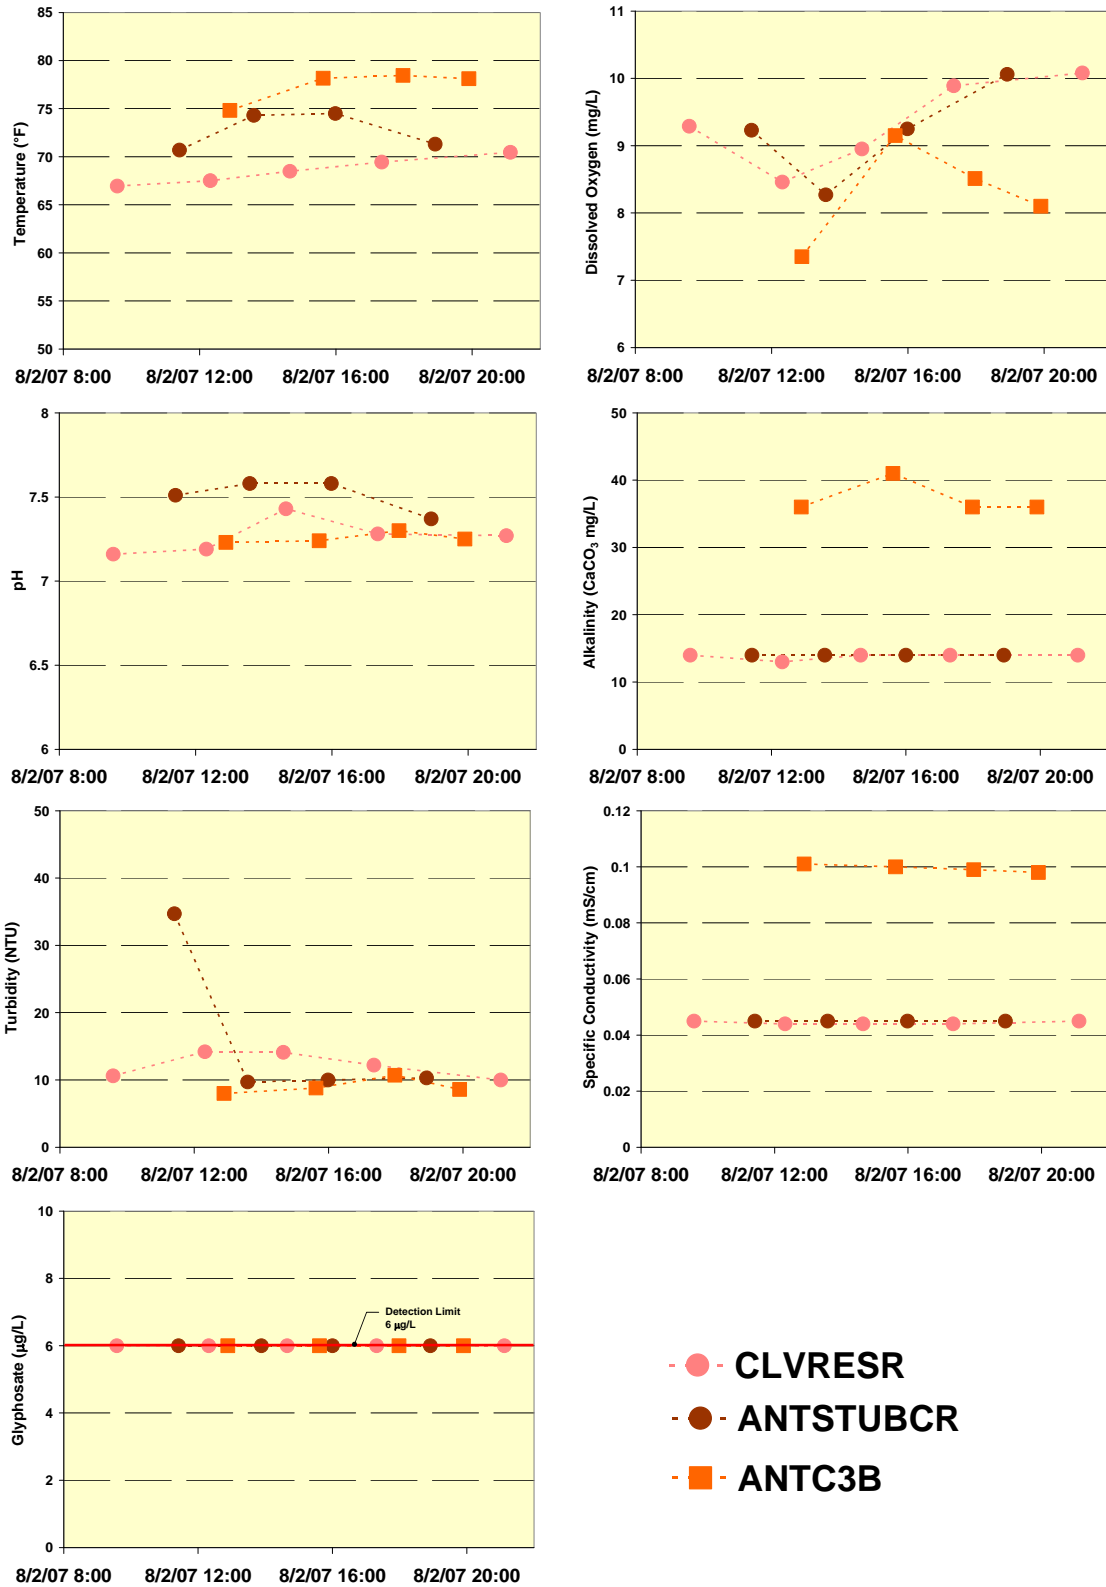 85
80
75
70
65
60
55
50
Temperature (°F)
8/2/07 8:00 8/2/07 12:00 8/2/07 16:00 8/2/07 20:00
11
10
9
8
7
6
Dissolved Oxygen (mg/L)
8/2/07 8:00 8/2/07 12:00 8/2/07 16:00 8/2/07 20:00
8
7.5
7
6.5
6
pH
8/2/07 8:00 8/2/07 12:00 8/2/07 16:00 8/2/07 20:00
50
40
30
20
10
0
Alkalinity (CaCO₃ mg/L)
8/2/07 8:00 8/2/07 12:00 8/2/07 16:00 8/2/07 20:00
50
40
30
20
10
0
Turbidity (NTU)
8/2/07 8:00 8/2/07 12:00 8/2/07 16:00 8/2/07 20:00
0.12
0.1
0.08
0.06
0.04
0.02
0
Specific Conductivity (mS/cm)
8/2/07 8:00 8/2/07 12:00 8/2/07 16:00 8/2/07 20:00
10
8
6
4
2
0
Glyphosate (µg/L)
Detection Limit
6 µg/L
8/2/07 8:00 8/2/07 12:00 8/2/07 16:00 8/2/07 20:00
CLVRESR
ANTSTUBCR
ANTC3B